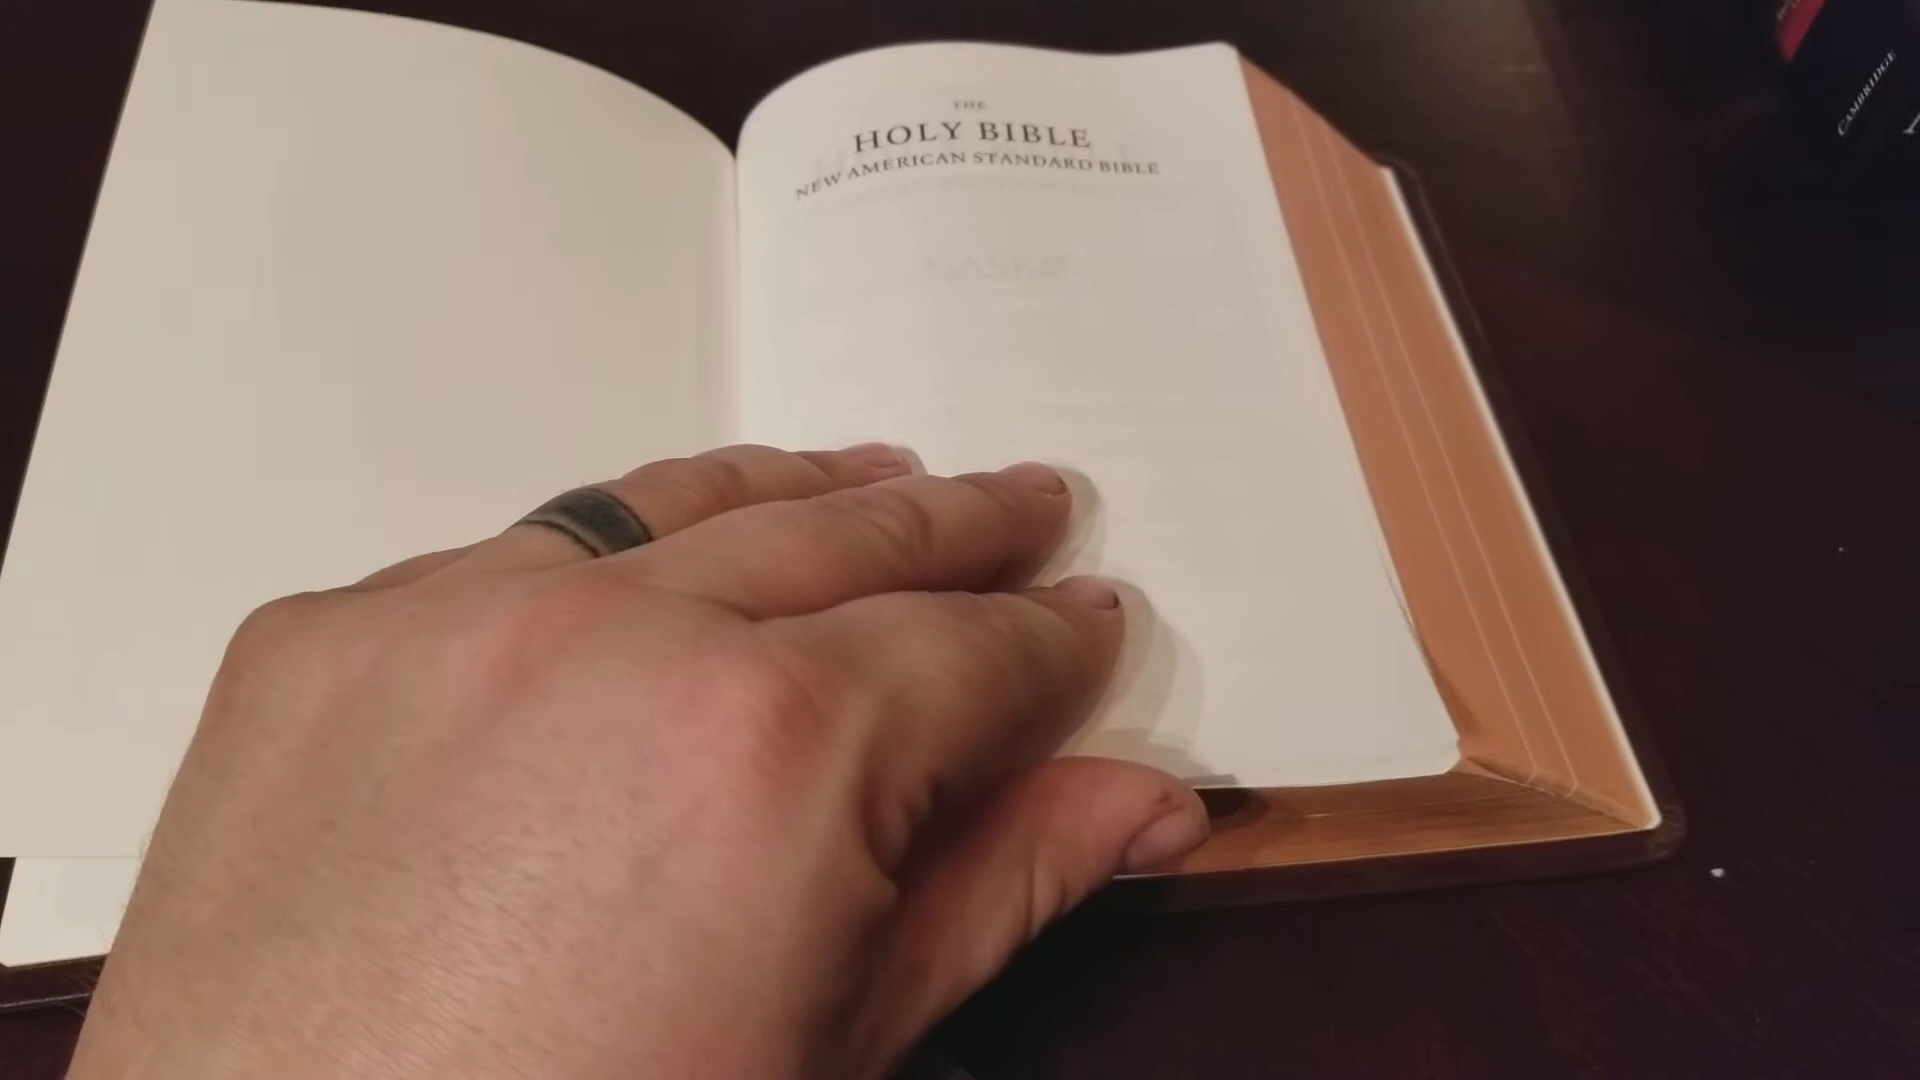 THE
HOLY BIBLE
NEW AMERICAN STANDARD BIBLE
CAMBRIDGE